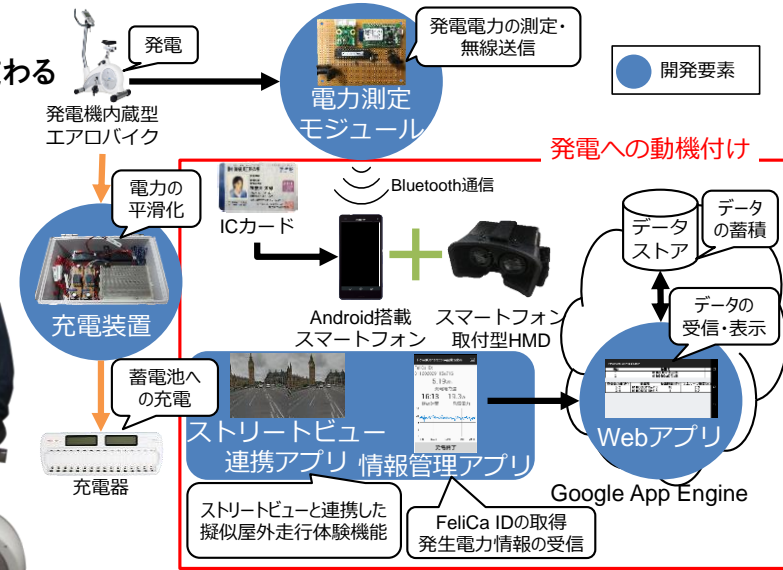 わる
発電
発電機内蔵型
エアロバイク
発電電力の測定・
無線送信
電力測定
モジュール
開発要素
発電への動機付け
電力の
平滑化
充電装置
ICカード
Bluetooth通信
Android搭載
スマートフォン
スマートフォン
取付型HMD
データ
ストア
データ
の蓄積
データの
受信・表示
Webアプリ
Google App Engine
蓄電池へ
の充電
充電器
ストリートビュー
連携アプリ
情報管理アプリ
16:13
ストリートビューと連携した
擬似屋外走行体験機能
FeliCa IDの取得
発生電力情報の受信